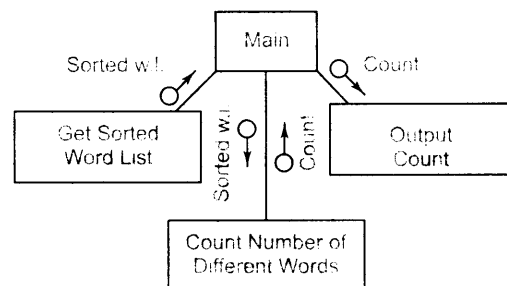 Main
Sorted w.l.
Count
Get Sorted
Word List
Sorted w.l.
Count
Output
Count
Count Number of
Different Words